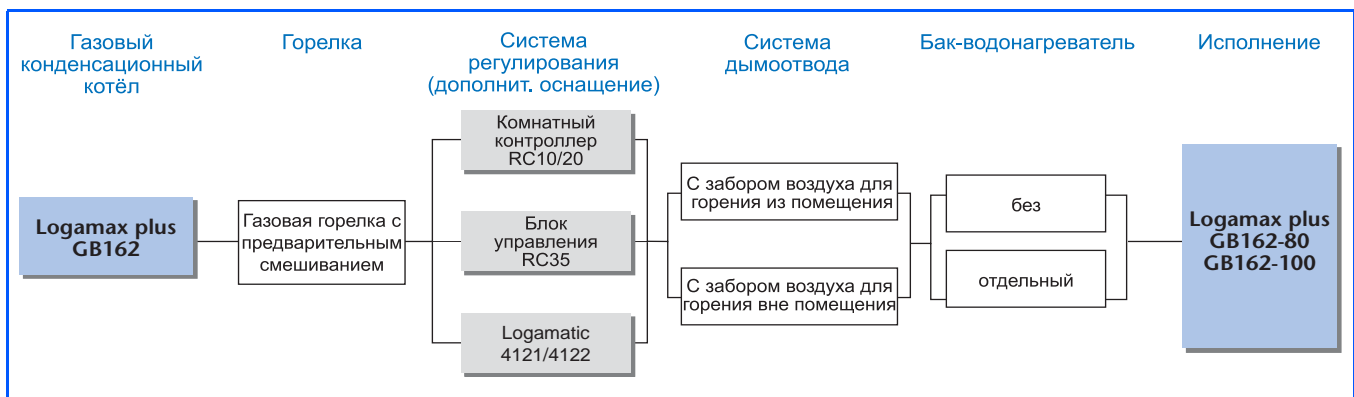 Газовый
конденсационный
котёл
Горелка
Система
регулирования
(дополнит. оснащение)
Система
дымоотвода
Бак-водонагреватель
Исполнение
Logamax plus
GB162
Газовая горелка с
предварительным
смешиванием
Комнатный
контроллер
RC10/20
Блок
управления
RC35
Logamatic
4121/4122
С забором воздуха для
горения из помещения
С забором воздуха для
горения вне помещения
без
отдельный
Logamax plus
GB162-80
GB162-100